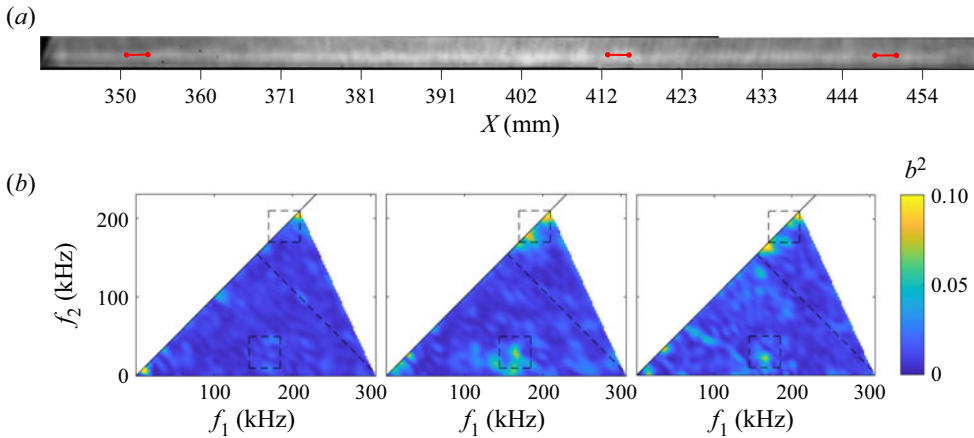 (a)
350 360 371 381 391 402 412 423 433 444 454
X (mm)
(b)
b²
200
100
0
f₂ (kHz)
100 200 300
100 200 300
100 200 300
f₁ (kHz)
f₁ (kHz)
f₁ (kHz)
0.10
0.05
0